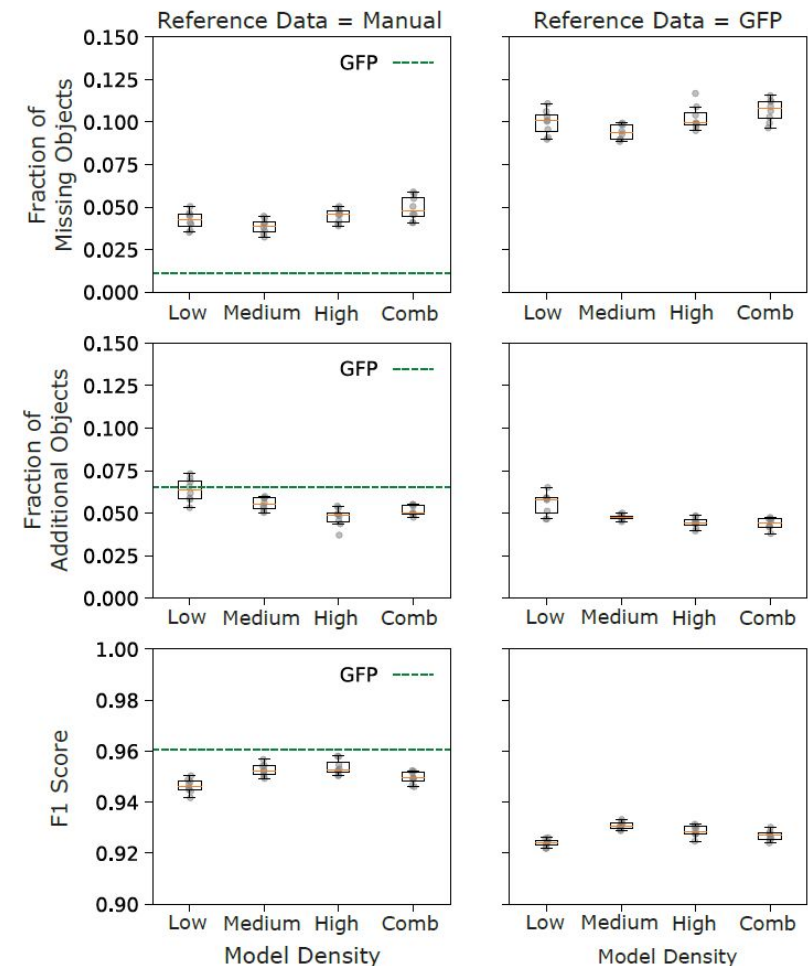 Reference Data = Manual
Reference Data = GFP
Fraction of
Missing Objects
0.150
0.125
0.100
0.075
0.050
0.025
0.000
GFP
Low Medium High Comb
Low Medium High Comb
Fraction of
Additional Objects
0.150
0.125
0.100
0.075
0.050
0.025
0.000
GFP
Low Medium High Comb
Low Medium High Comb
F1 Score
1.00
0.98
0.96
0.94
0.92
0.90
GFP
Low Medium High Comb
Low Medium High Comb
Model Density
Model Density